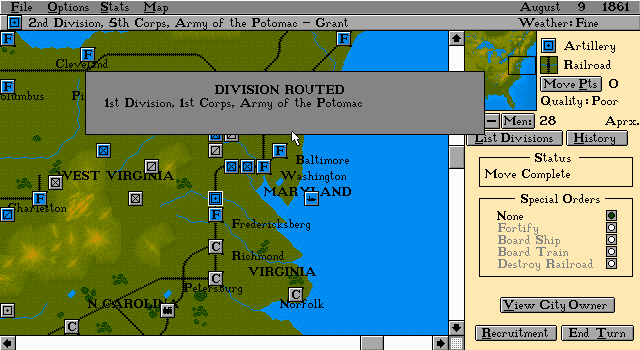 File Options Stats Map August 9 1861
2nd Division, 5th Corps, Army of the Potomac – Grant Weather: Fine
Cleveland
Artillery
Railroad
Move Pts 0
Quality: Poor
DIVISION ROUTED
1st Division, 1st Corps, Army of the Potomac
olumbus
Pi
– Men: 28 Aprx.
List Divisions History
Baltimore
Washington
WEST VIRGINIA
MARYLAND
Charleston
Fredericksberg
Richmond
VIRGINIA
Petersburg
N.CAROLINA
Norfolk
F
F
F
F
F
F
F
C
C
C
C
Status
Move Complete
Special Orders
None
Fortify
Board Ship
Board Train
Destroy Railroad
View City Owner
Recruitment End Turn